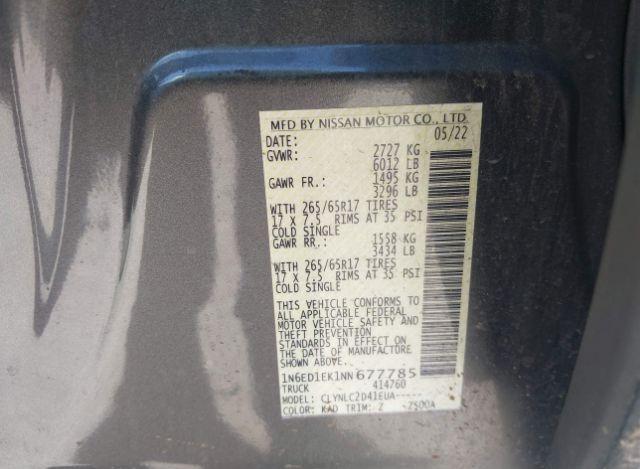 MFD BY NISSAN MOTOR CO., LTD.
DATE: 05/22
GVWR: 2727 KG
6012 LB
GAWR FR.: 1495 KG
3296 LB
WITH 265/65R17 TIRES
17 X 7.5 RIMS AT 35 PSI
COLD SINGLE
GAWR RR.: 1558 KG
3434 LB
WITH 265/65R17 TIRES
17 X 7.5 RIMS AT 35 PSI
COLD SINGLE
THIS VEHICLE CONFORMS TO
ALL APPLICABLE FEDERAL
MOTOR VEHICLE SAFETY AND
THEFT PREVENTION
STANDARDS IN EFFECT ON
THE DATE OF MANUFACTURE
SHOWN ABOVE.
1N6ED1EK1NN677785
TRUCK 414760
MODEL: CLYNLC2D41EUA-----
COLOR: KAD TRIM: Z -Z500A